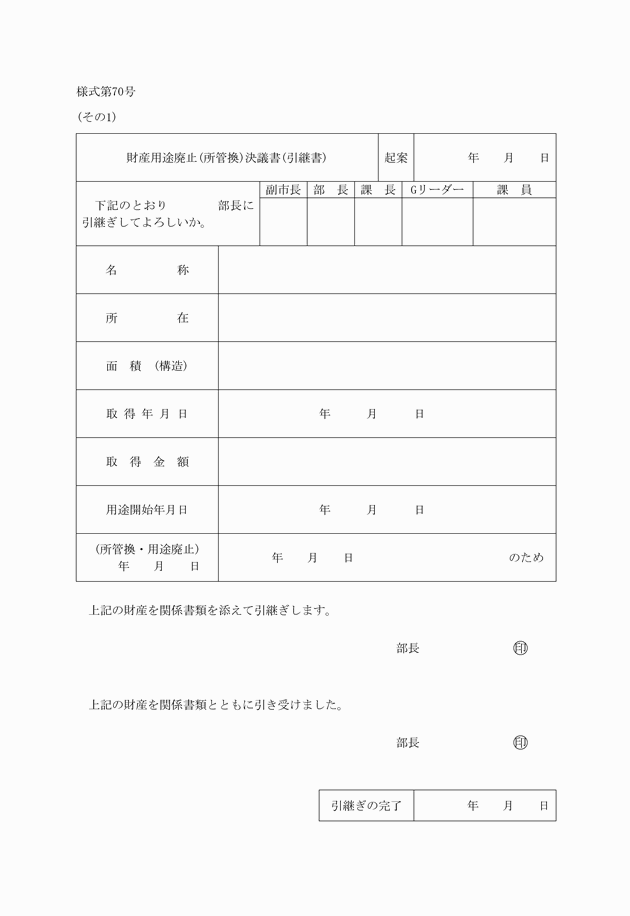 様式第70号
(その1)
財産用途廃止(所管換)決議書(引継書) 起案 年 月 日
副市長 部 長 課 長 Gリーダー 課 員
下記のとおり 部長に
引継ぎしてよろしいか。
名 称
所 在
面 積 (構造)
取 得 年 月 日 年 月 日
取 得 金 額
用途開始年月日 年 月 日
(所管換・用途廃止)
年 月 日 年 月 日 のため
上記の財産を関係書類を添えて引継ぎします。
部長 ㊞
上記の財産を関係書類とともに引き受けました。
部長 ㊞
引継ぎの完了 年 月 日